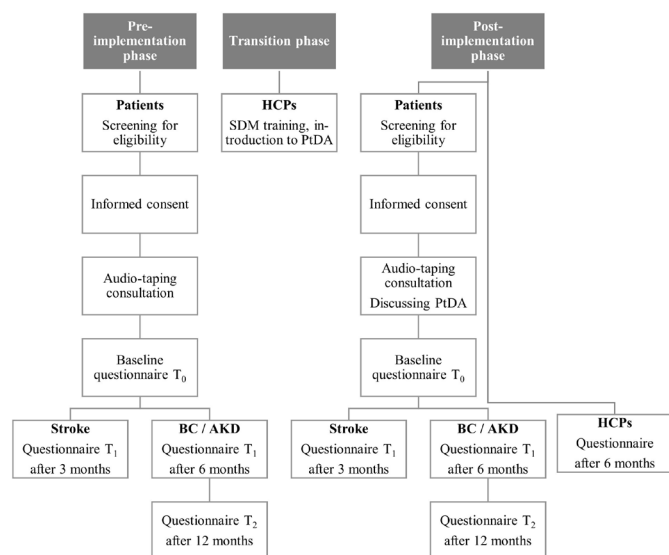 Pre-
implementation
phase
Transition phase
Post-
implementation
phase
Patients
Screening for
eligibility
HCPs
SDM training, in-
troduction to PtDA
Patients
Screening for
eligibility
Informed consent
Informed consent
Audio-taping
consultation
Audio-taping
consultation
Discussing PtDA
Baseline
questionnaire T0
Baseline
questionnaire T0
Stroke
Questionnaire T1
after 3 months
BC / AKD
Questionnaire T1
after 6 months
Stroke
Questionnaire T1
after 3 months
BC / AKD
Questionnaire T1
after 6 months
HCPs
Questionnaire
after 6 months
Questionnaire T2
after 12 months
Questionnaire T2
after 12 months